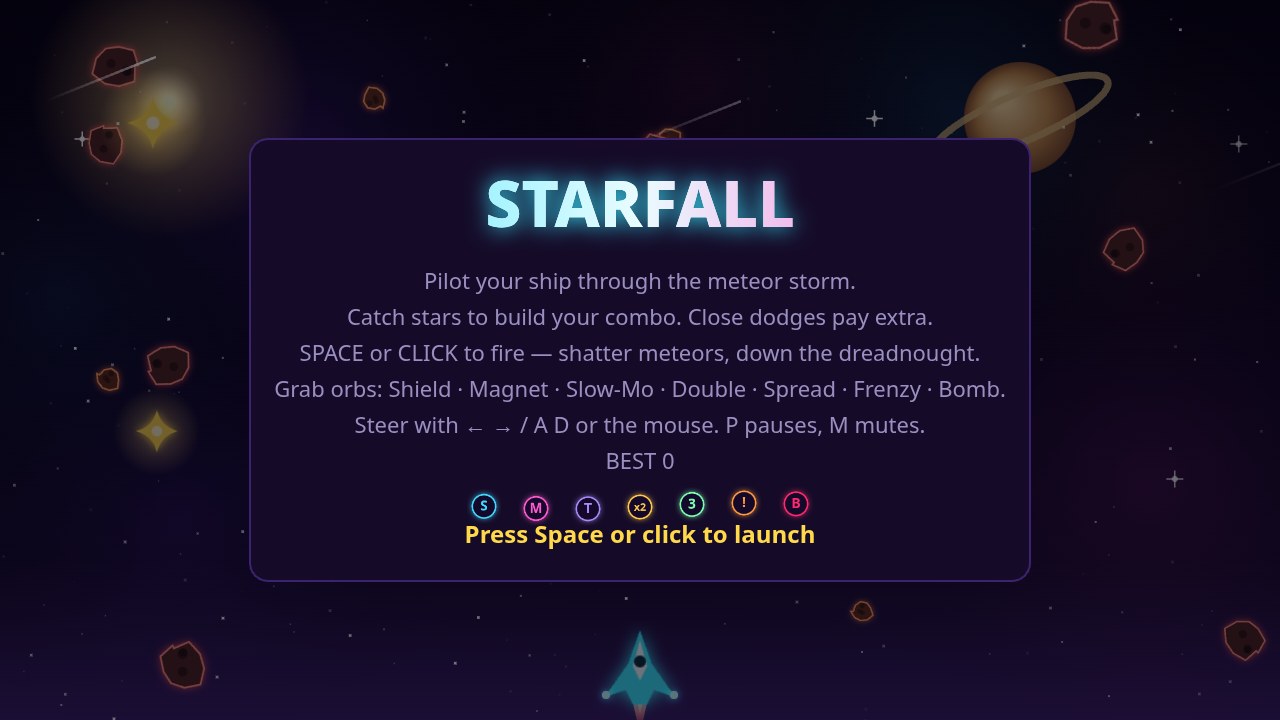 STARFALL
Pilot your ship through the meteor storm.
Catch stars to build your combo. Close dodges pay extra.
SPACE or CLICK to fire — shatter meteors, down the dreadnought.
Grab orbs: Shield · Magnet · Slow-Mo · Double · Spread · Frenzy · Bomb.
Steer with ← → / A D or the mouse. P pauses, M mutes.
BEST 0
S M T x2 3 ! B
Press Space or click to launch